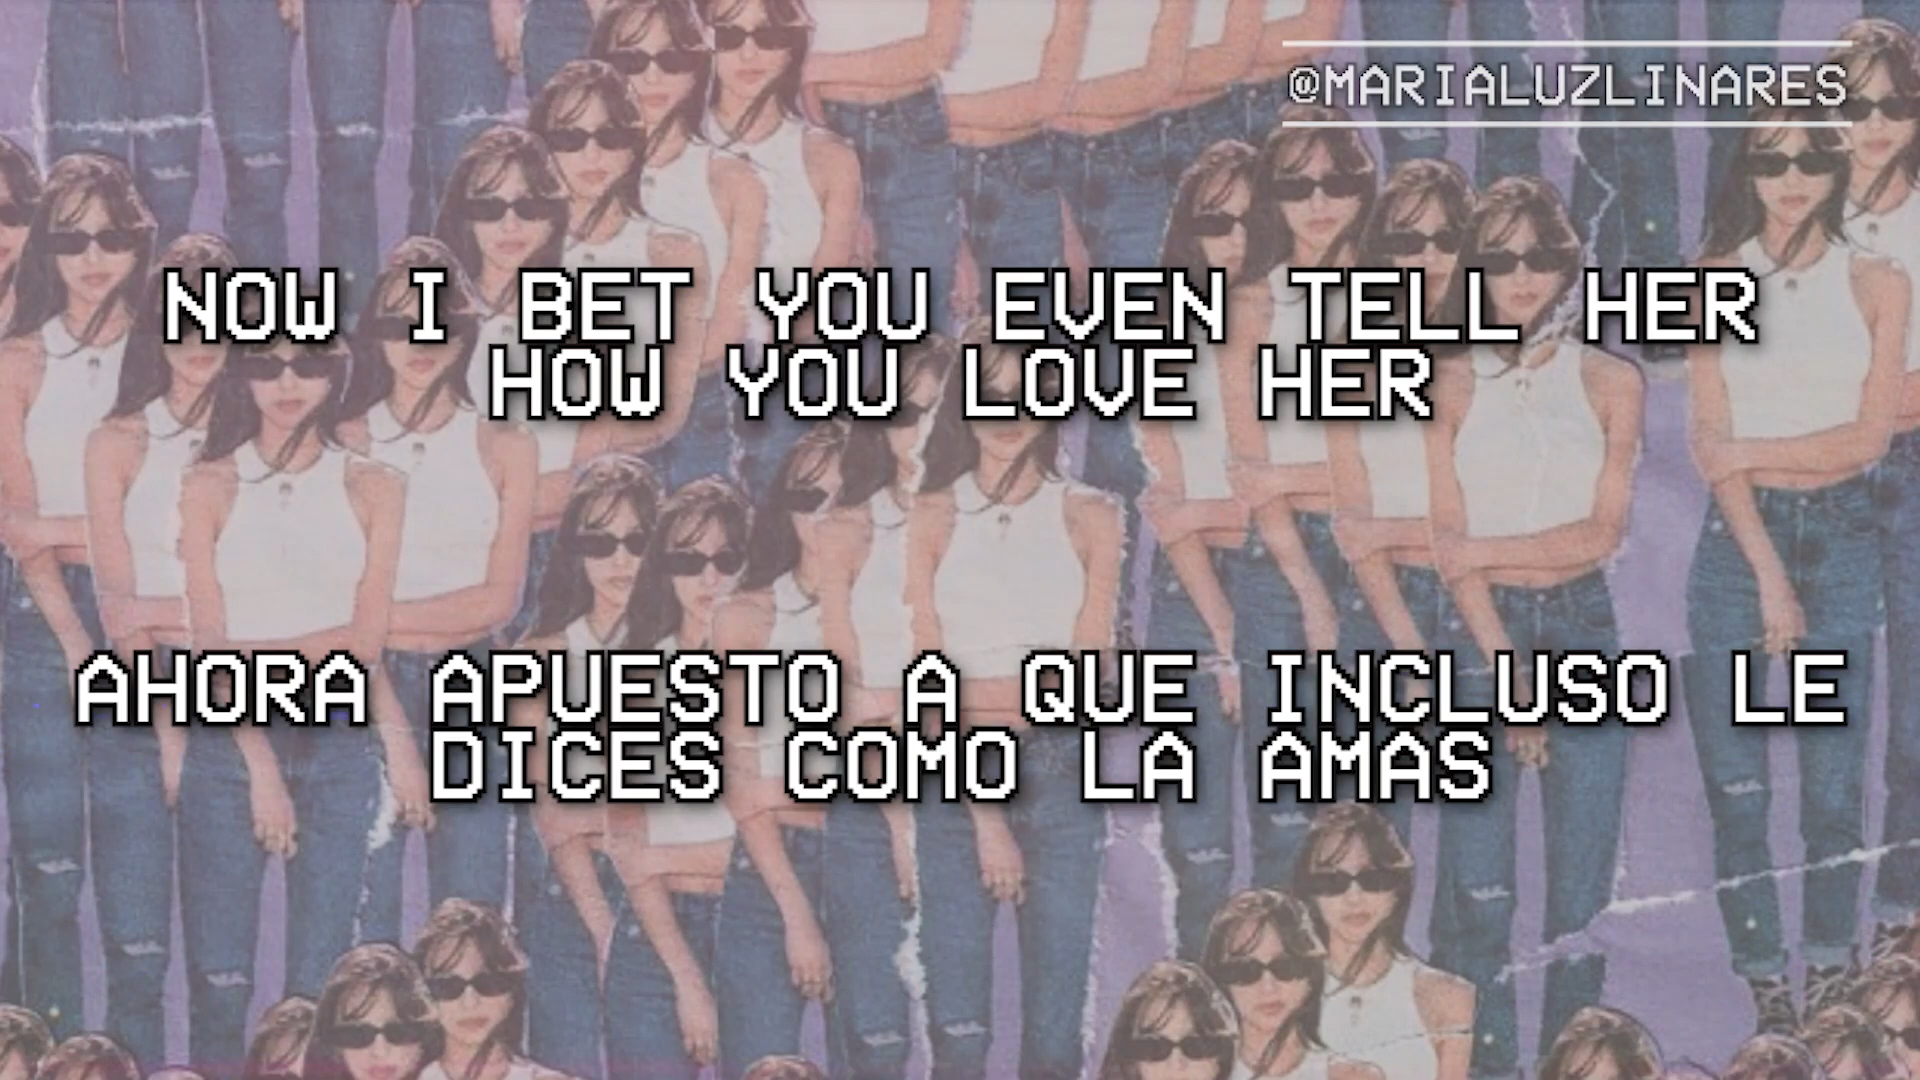 @MARIALUZLINARES
NOW I BET YOU EVEN TELL HER
HOW YOU LOVE HER
AHORA APUESTO A QUE INCLUSO LE
DICES COMO LA AMAS